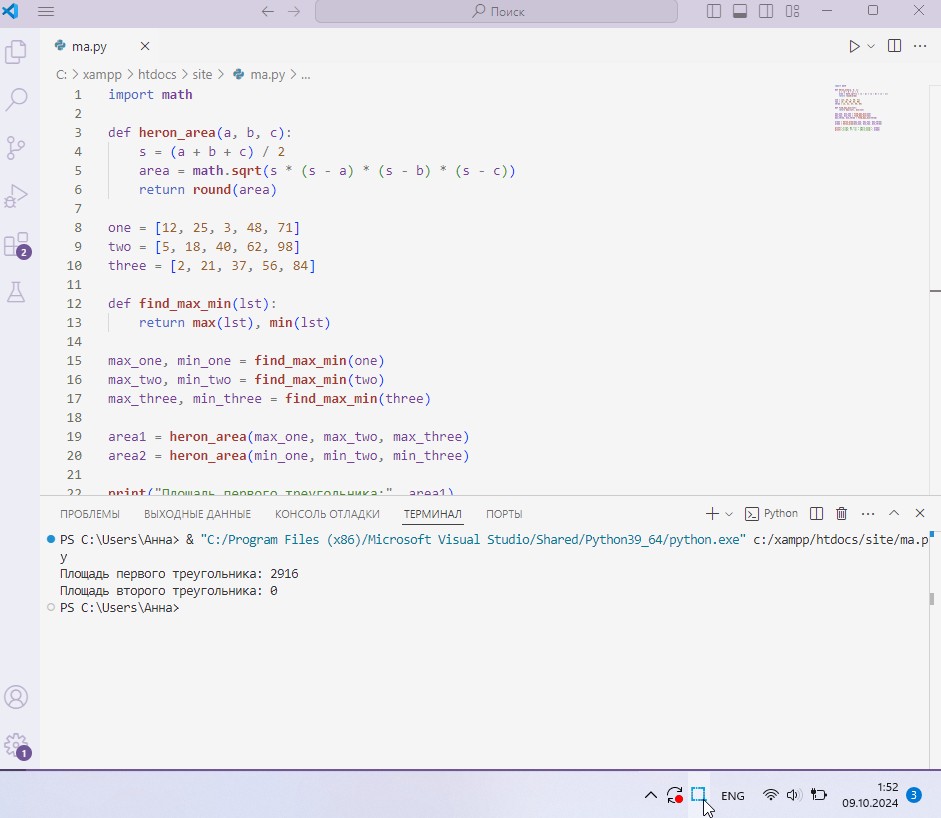 Поиск
ma.py
C: > xampp > htdocs > site > ma.py > ...
1 import math
2
3 def heron_area(a, b, c):
4 s = (a + b + c) / 2
5 area = math.sqrt(s * (s - a) * (s - b) * (s - c))
6 return round(area)
7
8 one = [12, 25, 3, 48, 71]
9 two = [5, 18, 40, 62, 98]
10 three = [2, 21, 37, 56, 84]
11
12 def find_max_min(lst):
13 return max(lst), min(lst)
14
15 max_one, min_one = find_max_min(one)
16 max_two, min_two = find_max_min(two)
17 max_three, min_three = find_max_min(three)
18
19 area1 = heron_area(max_one, max_two, max_three)
20 area2 = heron_area(min_one, min_two, min_three)
21
22 print("Площадь первого треугольника:", area1)
2
ПРОБЛЕМЫ ВЫХОДНЫЕ ДАННЫЕ КОНСОЛЬ ОТЛАДКИ ТЕРМИНАЛ ПОРТЫ Python
PS C:\Users\Анна> & "C:/Program Files (x86)/Microsoft Visual Studio/Shared/Python39_64/python.exe" c:/xampp/htdocs/site/ma.p
y
Площадь первого треугольника: 2916
Площадь второго треугольника: 0
PS C:\Users\Анна>
1
ENG
1:52
09.10.2024
3